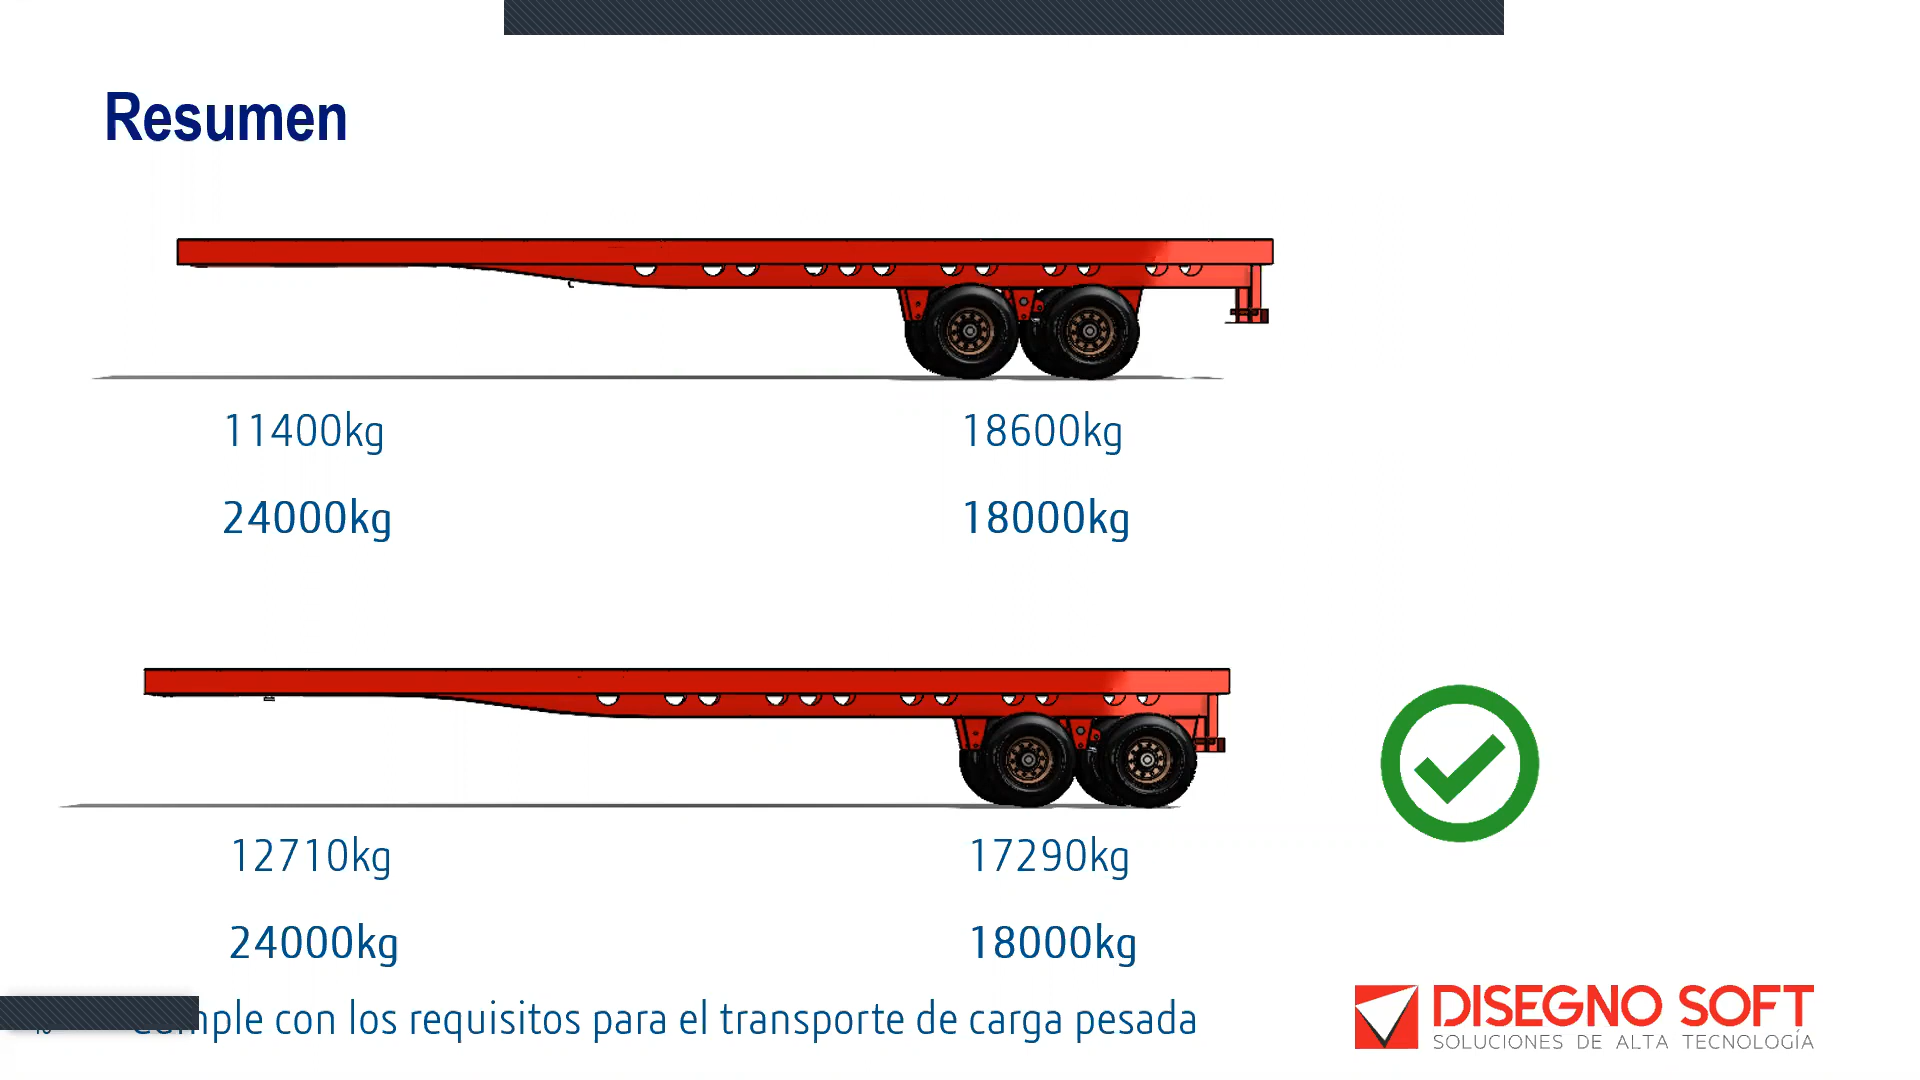 Resumen
11400kg 18600kg
24000kg 18000kg
12710kg 17290kg
24000kg 18000kg
con los requisitos para el transporte de carga pesada
DISEGNO SOFT
SOLUCIONES DE ALTA TECNOLOGÍA